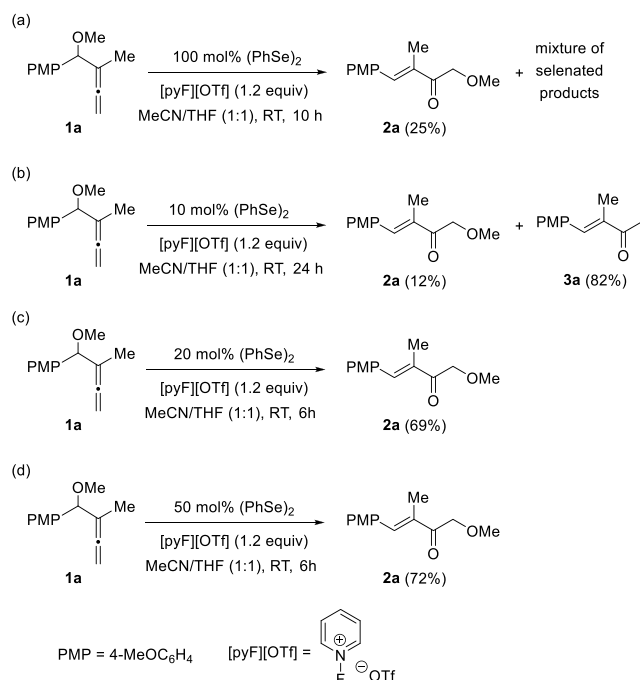 (a)
OMe
PMP
Me
1a
100 mol% (PhSe)2
[pyF][OTf] (1.2 equiv)
MeCN/THF (1:1), RT, 10 h
Me
PMP
OMe
O
2a (25%)
+
mixture of
selenated
products
(b)
OMe
PMP
Me
1a
10 mol% (PhSe)2
[pyF][OTf] (1.2 equiv)
MeCN/THF (1:1), RT, 24 h
Me
PMP
OMe
O
2a (12%)
+
Me
PMP
O
3a (82%)
(c)
OMe
PMP
Me
1a
20 mol% (PhSe)2
[pyF][OTf] (1.2 equiv)
MeCN/THF (1:1), RT, 6h
Me
PMP
OMe
O
2a (69%)
(d)
OMe
PMP
Me
1a
50 mol% (PhSe)2
[pyF][OTf] (1.2 equiv)
MeCN/THF (1:1), RT, 6h
Me
PMP
OMe
O
2a (72%)
PMP = 4-MeOC6H4
[pyF][OTf] =
+
N
F
⊖OTf